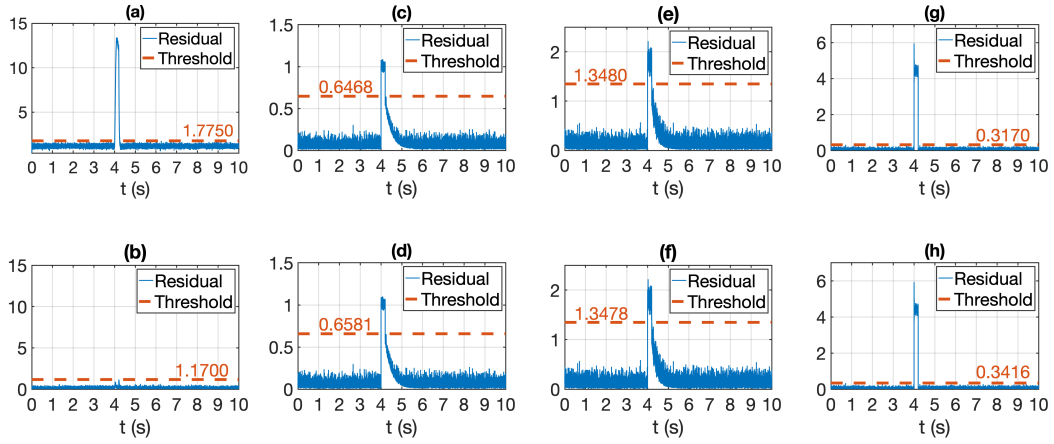 (a)
15
10
5
Residual
Threshold
1.7750
0 1 2 3 4 5 6 7 8 9 10
t (s)
(c)
1.5
1
0.5
0
Residual
Threshold
0.6468
0 1 2 3 4 5 6 7 8 9 10
t (s)
(e)
2
1
0
Residual
Threshold
1.3480
0 1 2 3 4 5 6 7 8 9 10
t (s)
(g)
6
4
2
0
Residual
Threshold
0.3170
0 1 2 3 4 5 6 7 8 9 10
t (s)
(b)
15
10
5
0
Residual
Threshold
1.1700
0 1 2 3 4 5 6 7 8 9 10
t (s)
(d)
1.5
1
0.5
0
Residual
Threshold
0.6581
0 1 2 3 4 5 6 7 8 9 10
t (s)
(f)
2
1
0
Residual
Threshold
1.3478
0 1 2 3 4 5 6 7 8 9 10
t (s)
(h)
6
4
2
0
Residual
Threshold
0.3416
0 1 2 3 4 5 6 7 8 9 10
t (s)